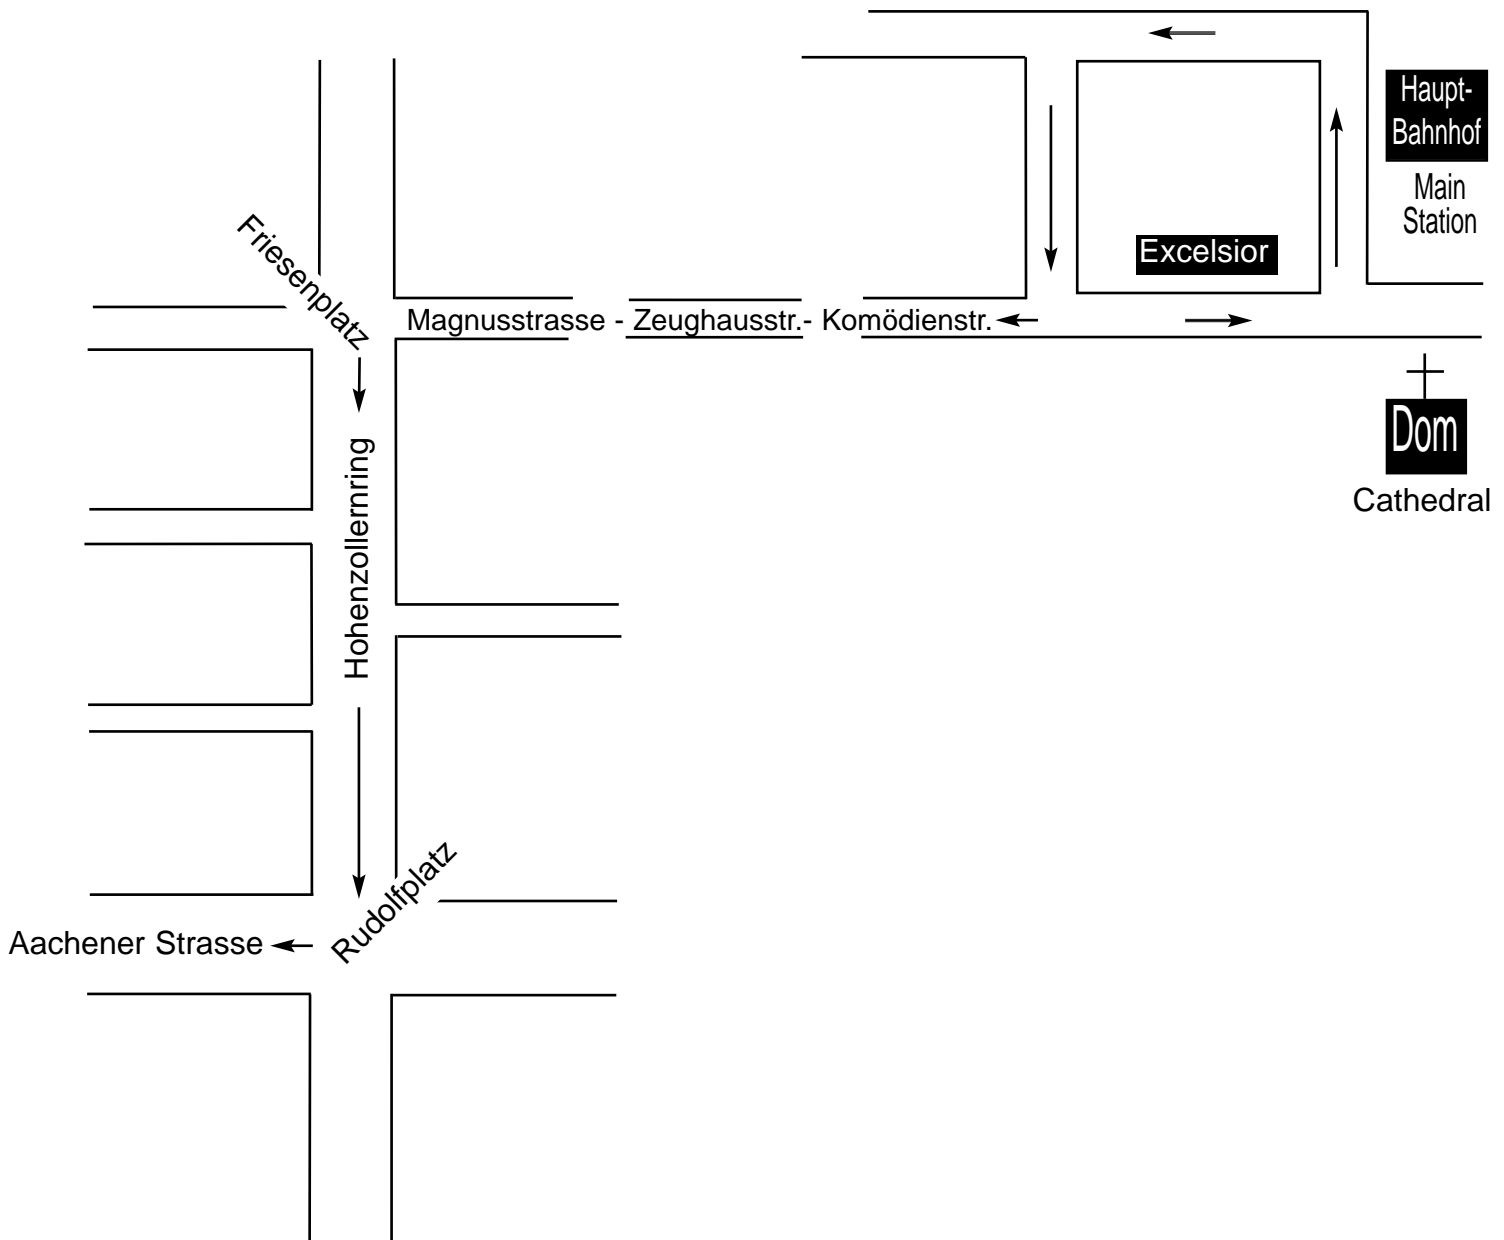 Haupt-
Bahnhof
Main
Station
Friesenplatz
Excelsior
Magnusstrasse - Zeughausstr.- Komödienstr.
Dom
Cathedral
Hohenzollernring
Rudolfplatz
Aachener Strasse